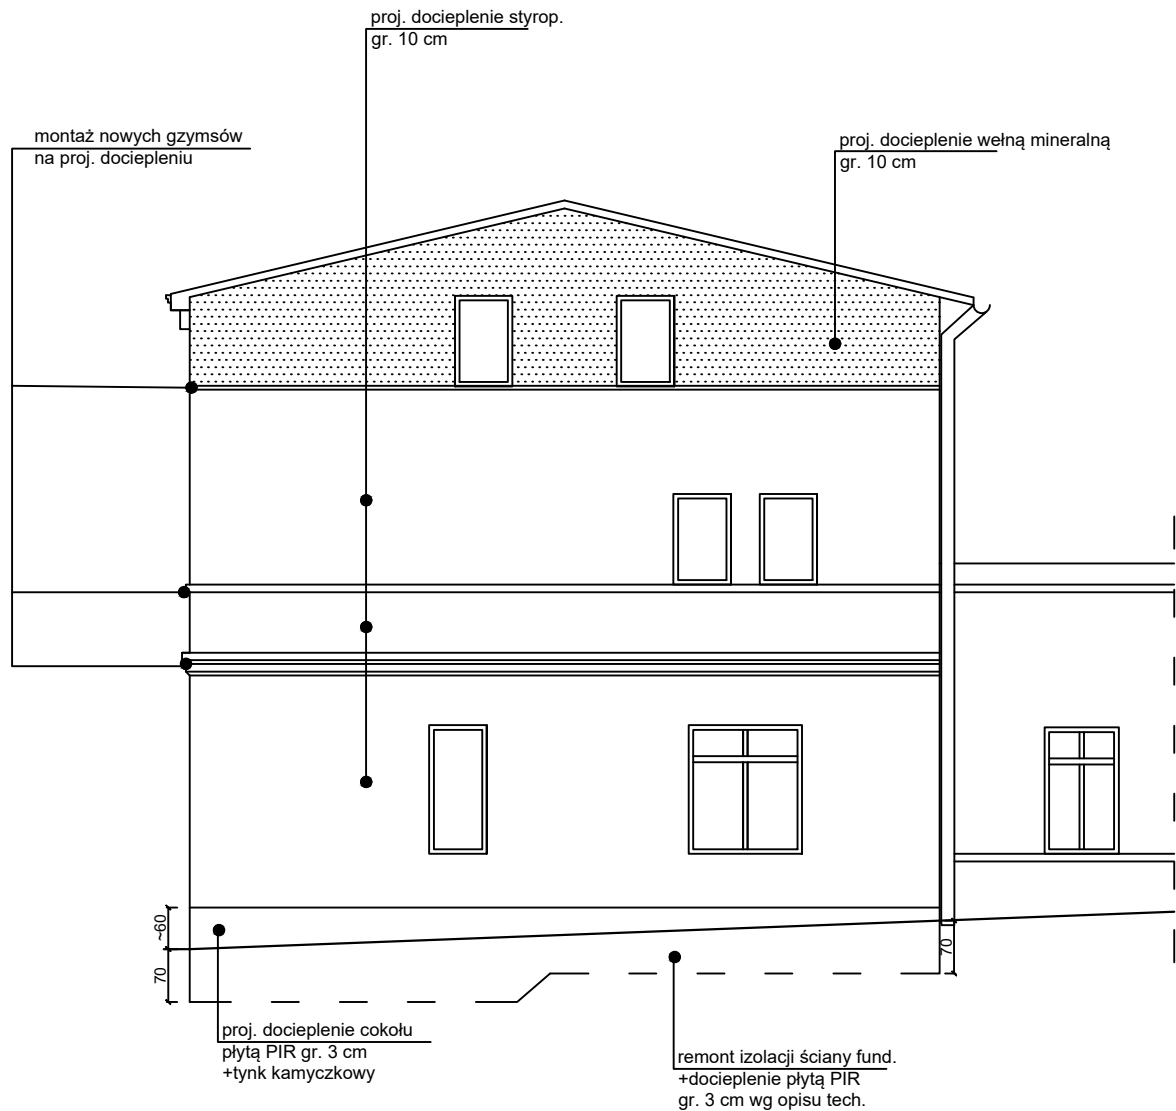 proj. docieplenie styrop.
gr. 10 cm
montaż nowych gzymsów
na proj. dociepleniu
proj. docieplenie wełną mineralną
gr. 10 cm
~60
70
70
proj. docieplenie cokołu
płytą PIR gr. 3 cm
+tynk kamyczkowy
remont izolacji ściany fund.
+docieplenie płytą PIR
gr. 3 cm wg opisu tech.